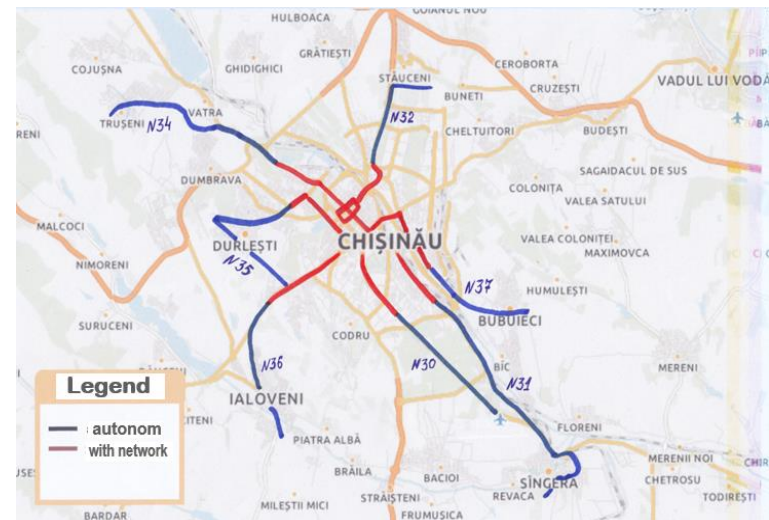 HULBOACA
GOIANUL NOU
GRĂTIEȘTI
COJUȘNA
GHIDIGHICI
STĂUCENI
CEROBORTA
VADUL LUI VODĂ
BUNEȚI
CRUZEȘTI
TRUȘENI
N34
VATRA
N32
CHELTUITORI
BUDEȘTI
DUMBRAVA
SAGAIDACUL DE SUS
COLONIȚA
VALEA SATULUI
MALCOCI
CHIȘINĂU
DURLEȘTI
VALEA COLONIȚEI
MAXIMOVCA
NIMORENI
N35
N37
HUMULEȘTI
SURUCENI
BUBUIECI
CODRU
N36
N30
BÎC
MERENI
N31
Legend
IALOVENI
autonom
with network
PIATRA ALBĂ
FLORENI
MERENII NOI
BRĂILA
BACIOI
SÎNGERA
CHETROSU
STRĂIȘTENI
REVACA
TODIREȘTI
MILEȘTII MICI
BARDAR
FRUMUȘICA